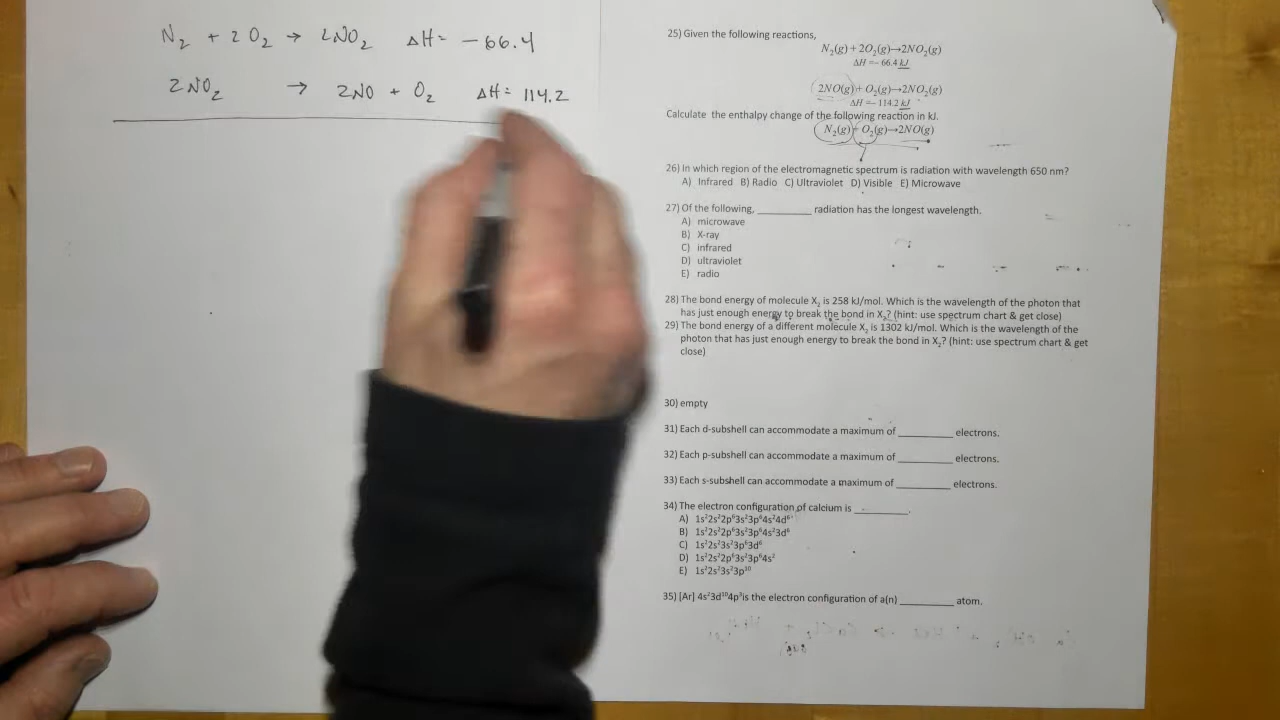 N₂ + 2O₂ → 2NO₂ ΔH= -66.4
2NO₂ → 2NO + O₂ ΔH= 114.2
25) Given the following reactions,
N₂(g)+2O₂(g)→2NO₂(g)
ΔH =- 66.4 kJ
2NO(g)+O₂(g)→2NO₂(g)
ΔH =- 114.2 kJ
Calculate the enthalpy change of the following reaction in kJ.
N₂(g)+O₂(g)→2NO(g)
26) In which region of the electromagnetic spectrum is radiation with wavelength 650 nm?
A) Infrared B) Radio C) Ultraviolet D) Visible E) Microwave
27) Of the following, _________ radiation has the longest wavelength.
A) microwave
B) X-ray
C) infrared
D) ultraviolet
E) radio
28) The bond energy of molecule X₂ is 258 kJ/mol. Which is the wavelength of the photon that
has just enough energy to break the bond in X₂? (hint: use spectrum chart & get close)
29) The bond energy of a different molecule X₂ is 1302 kJ/mol. Which is the wavelength of the
photon that has just enough energy to break the bond in X₂? (hint: use spectrum chart & get
close)
30) empty
31) Each d-subshell can accommodate a maximum of _________ electrons.
32) Each p-subshell can accommodate a maximum of _________ electrons.
33) Each s-subshell can accommodate a maximum of _________ electrons.
34) The electron configuration of calcium is _________.
A) 1s²2s²2p⁶3s²3p⁶4s²4d⁶
B) 1s²2s²2p⁶3s²3p⁶4s²3d⁶
C) 1s²2s²3s²3p⁶3d⁶
D) 1s²2s²2p⁶3s²3p⁶4s²
E) 1s²2s²3s²3p¹⁰
35) [Ar] 4s²3d¹⁰4p³is the electron configuration of a(n) _________ atom.